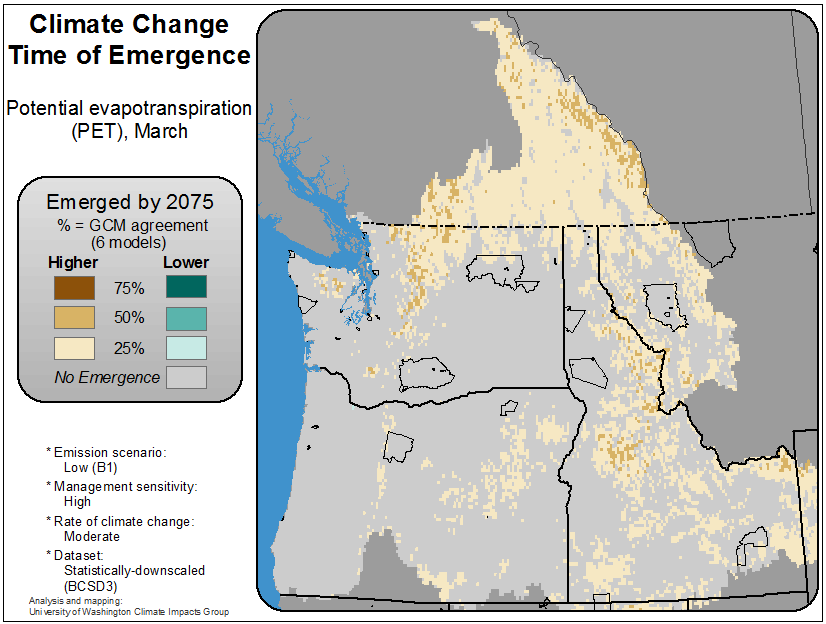 Climate Change
Time of Emergence
Potential evapotranspiration
(PET), March
Emerged by 2075
% = GCM agreement
(6 models)
Higher Lower
75%
50%
25%
No Emergence
* Emission scenario:
Low (B1)
* Management sensitivity:
High
* Rate of climate change:
Moderate
* Dataset:
Statistically-downscaled
(BCSD3)
Analysis and mapping:
University of Washington Climate Impacts Group